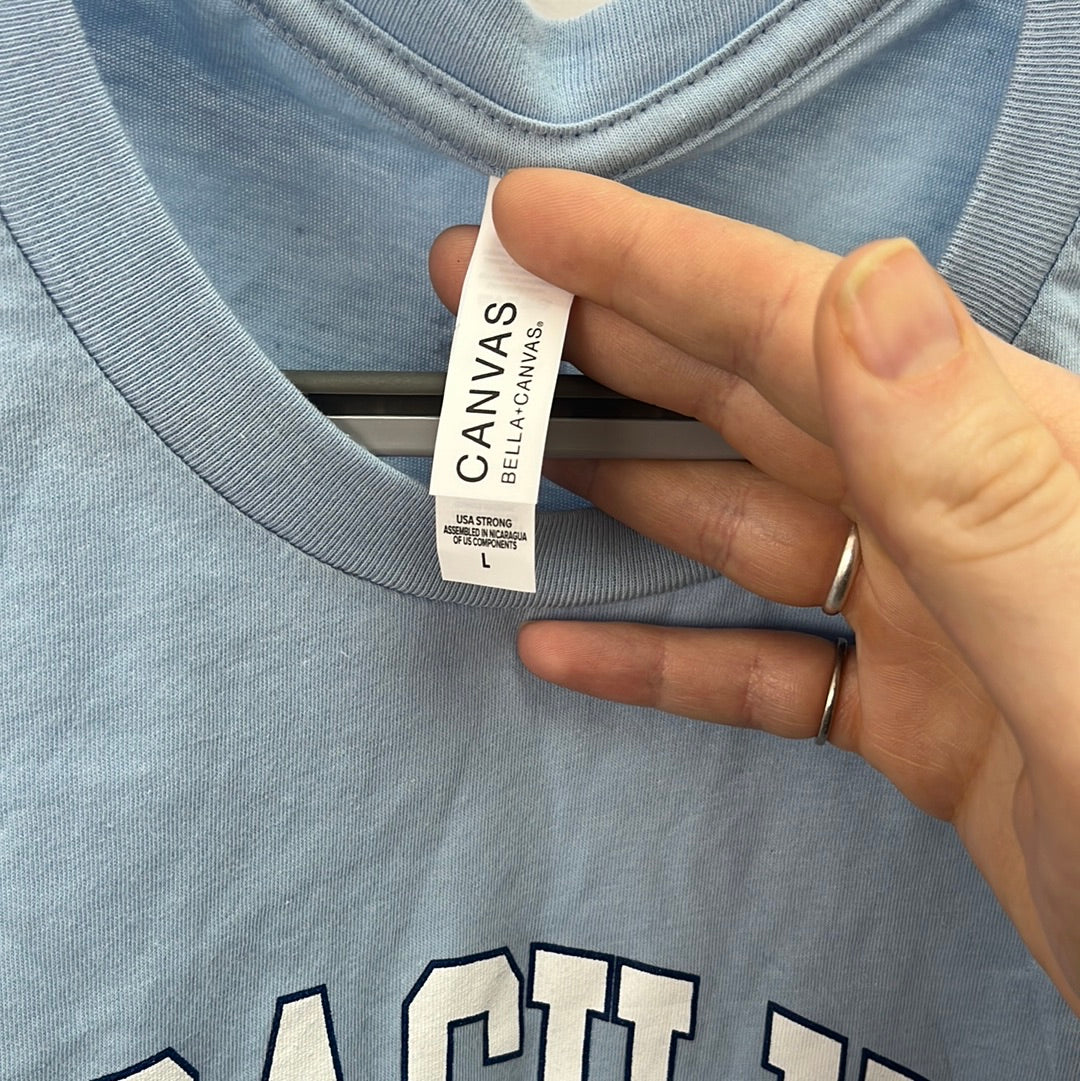 CANVAS
BELLA+CANVAS®
USA STRONG
ASSEMBLED IN NICARAGUA
OF US COMPONENTS
L